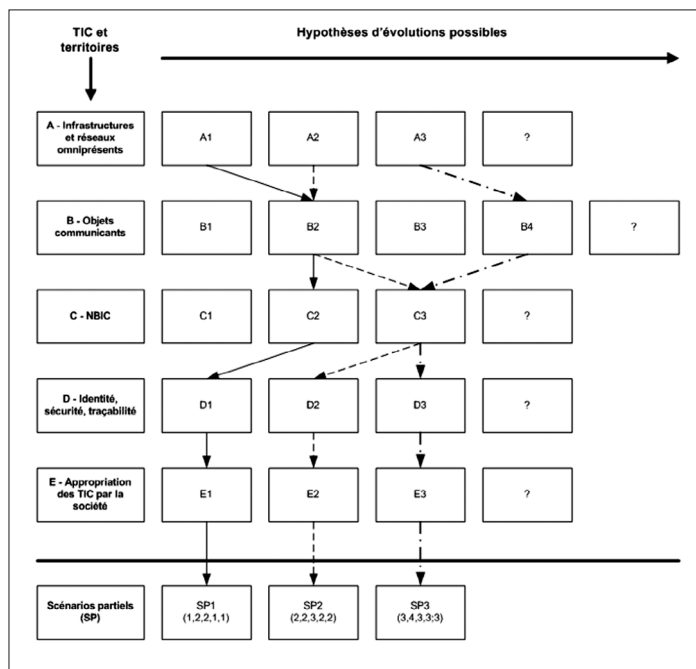 TIC et
territoires
Hypothèses d'évolutions possibles
A - Infrastructures
et réseaux
omniprésents
A1
A2
A3
?
B - Objets
communicants
B1
B2
B3
B4
?
C - NBIC
C1
C2
C3
?
D - Identité,
sécurité, traçabilité
D1
D2
D3
?
E - Appropriation
des TIC par la
société
E1
E2
E3
?
Scénarios partiels
(SP)
SP1
(1,2,2,1,1)
SP2
(2,2,3,2,2)
SP3
(3,4,3,3;3)